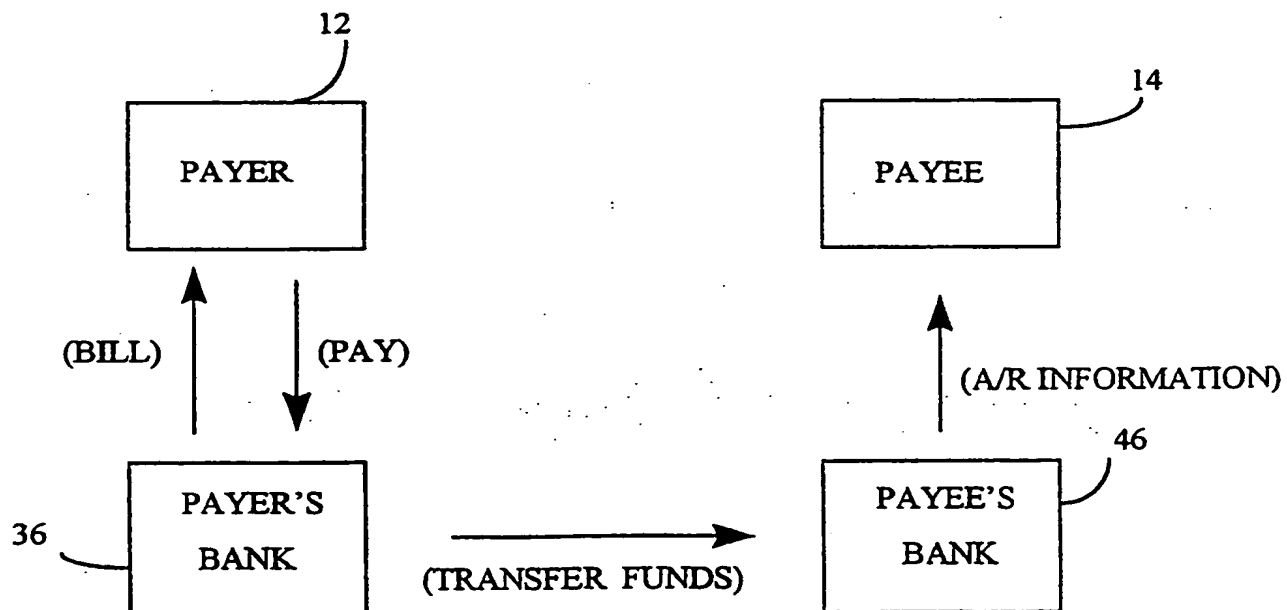 12
14
PAYER
PAYEE
(BILL)
(PAY)
(A/R INFORMATION)
46
36
PAYER'S
BANK
PAYEE'S
BANK
(TRANSFER FUNDS)